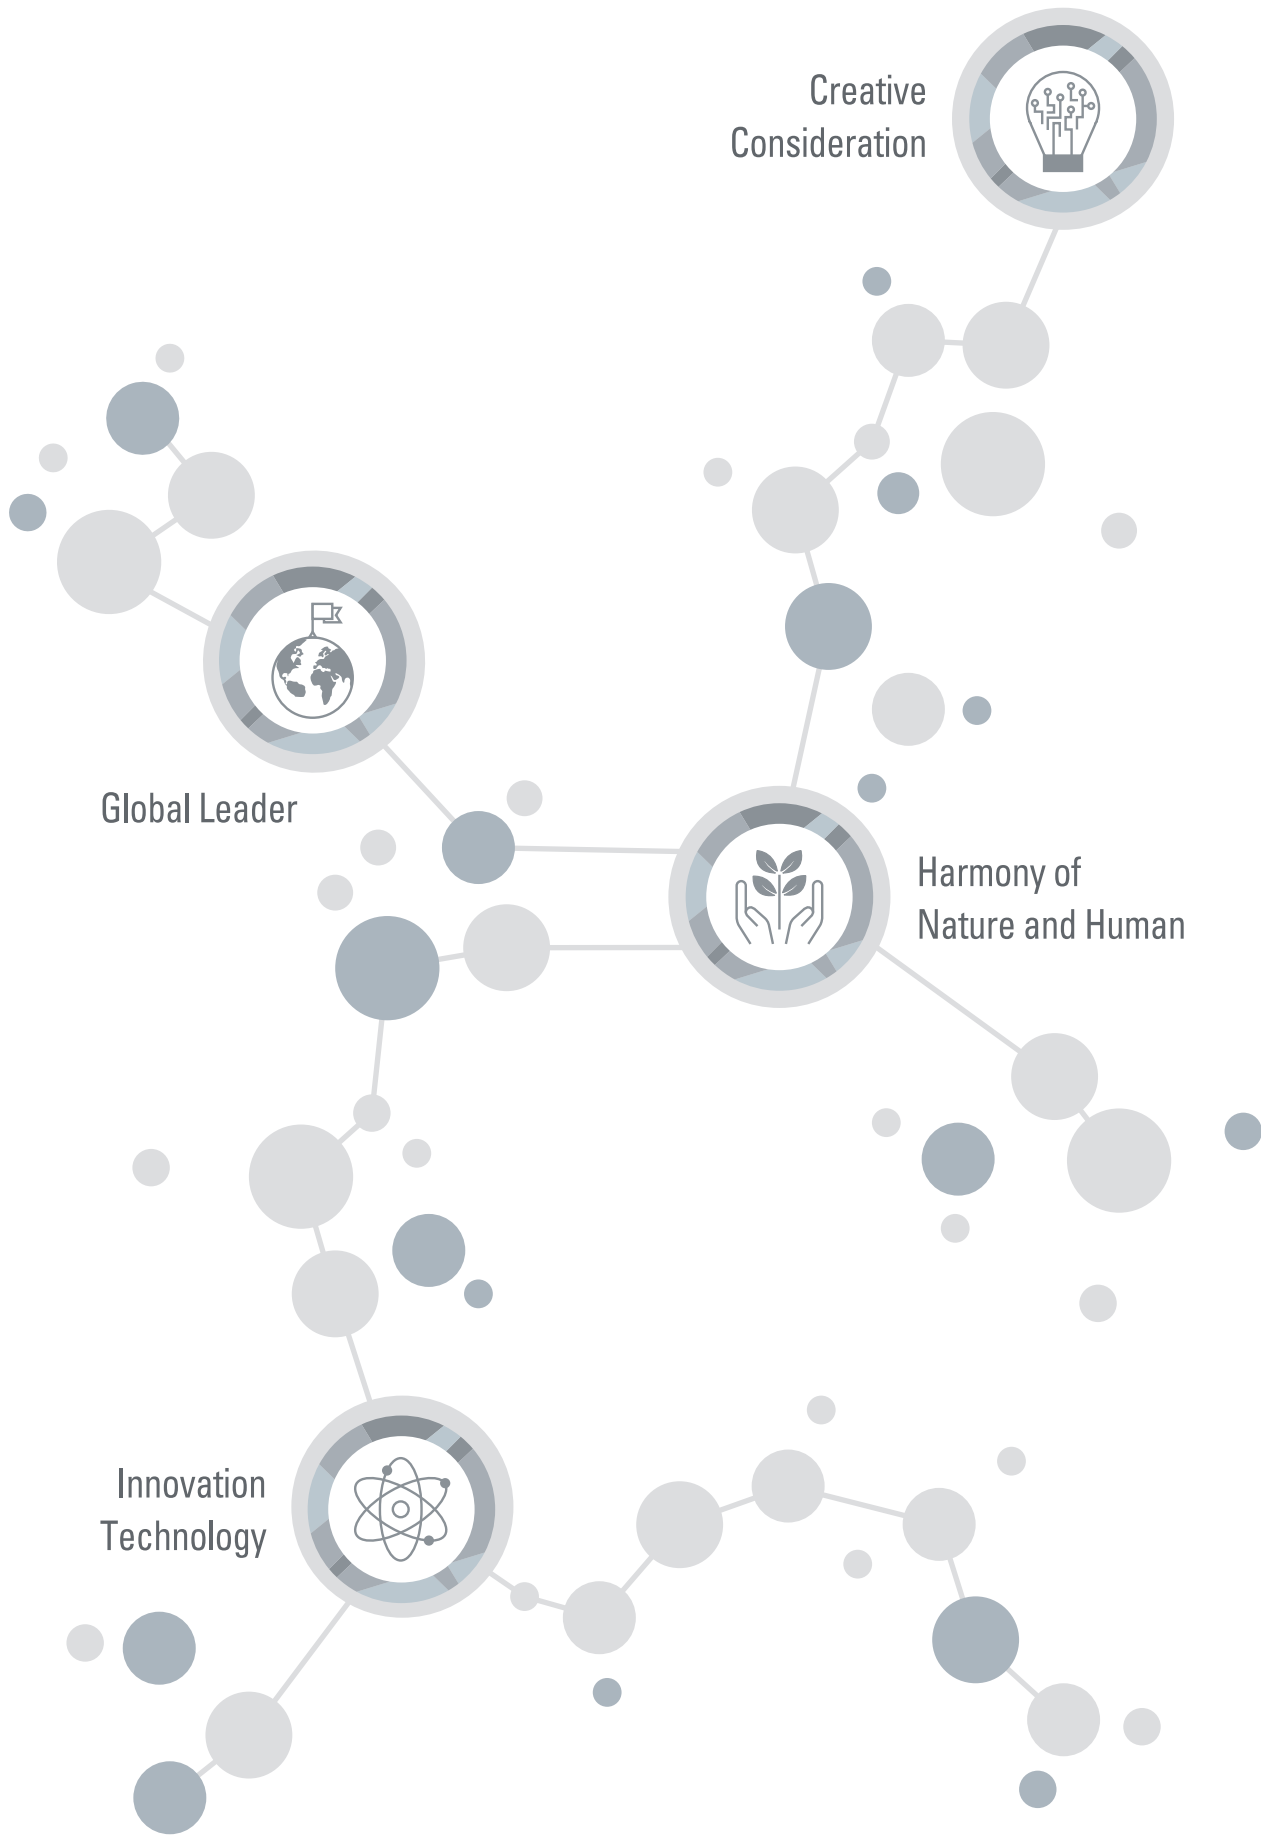 Creative
Consideration
Global Leader
Harmony of
Nature and Human
Innovation
Technology